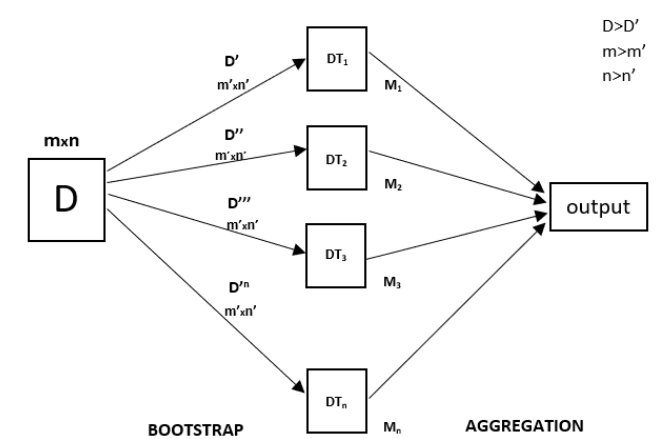 D>D’
m>m’
n>n’
D’
m’xn’
DT1
M1
mxn
D
D’’
m’xn’
DT2
M2
output
D’’’
m’xn’
DT3
M3
D’ⁿ
m’xn’
DTn
Mn
BOOTSTRAP
AGGREGATION